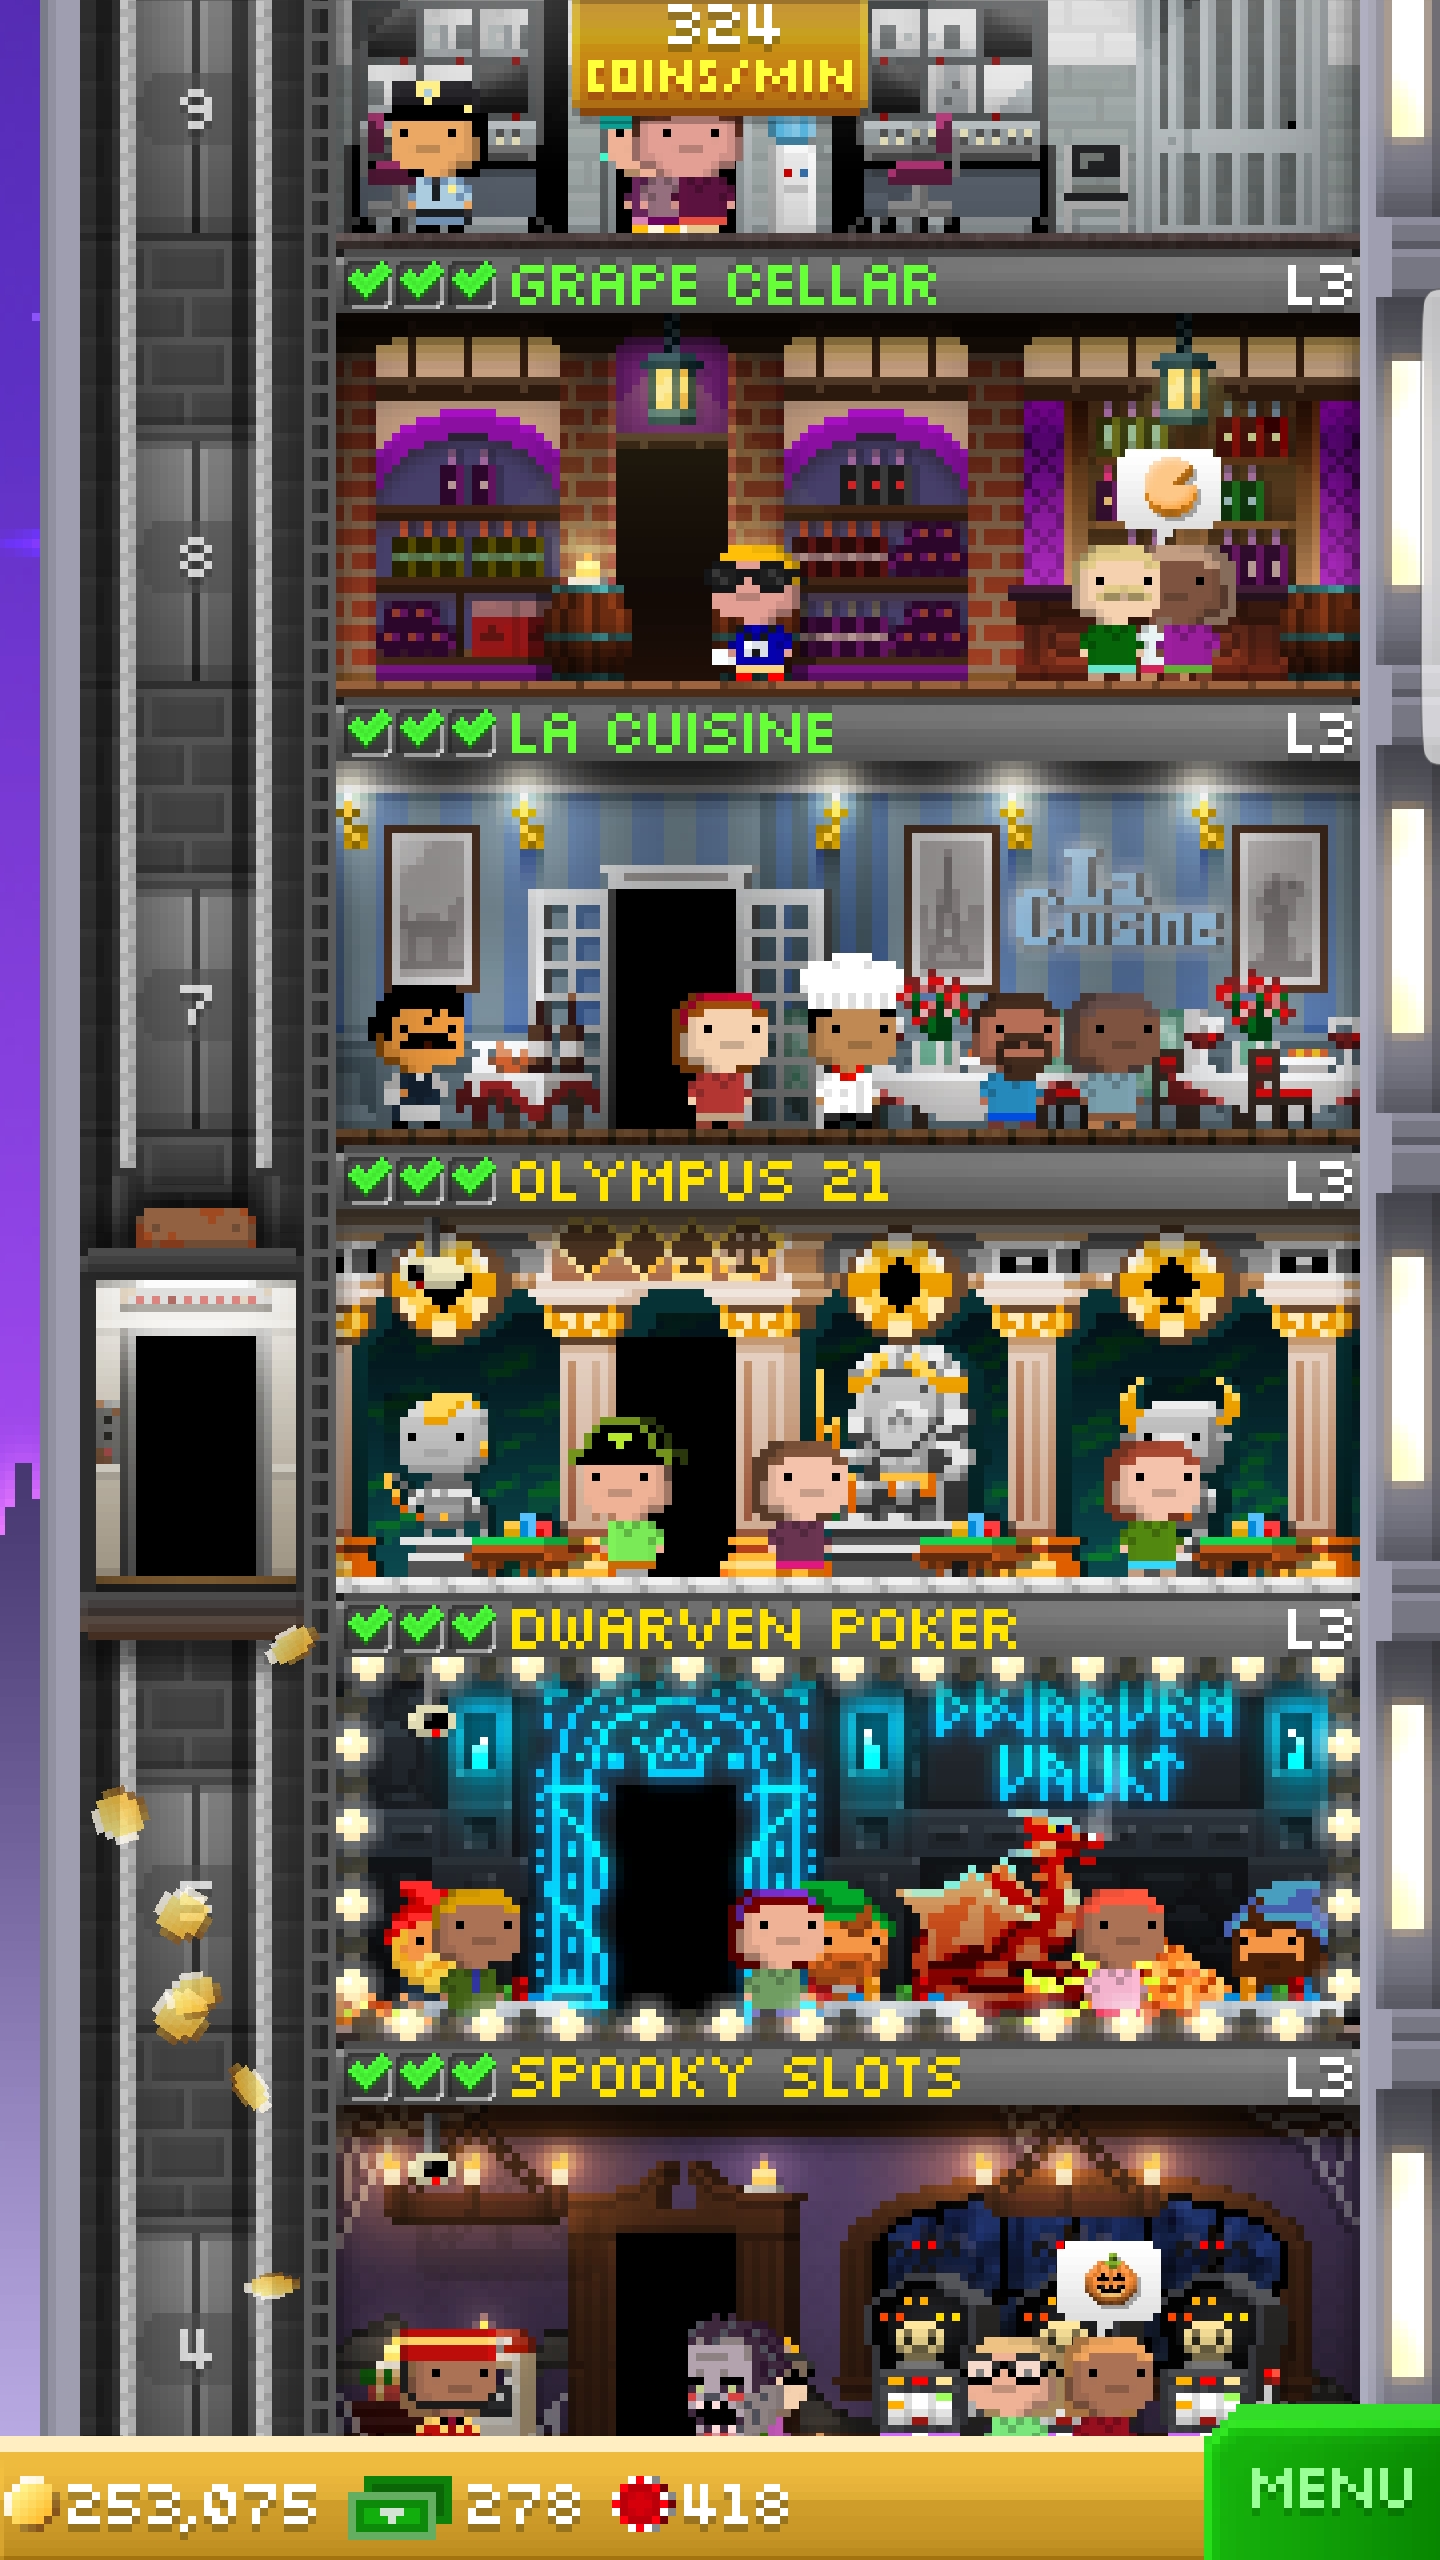 324
COINS/MIN
9
GRAPE CELLAR L3
8
LA CUISINE L3
7
La
Cuisine
OLYMPUS 21 L3
DWARVEN POKER L3
DWARVEN
VAULT
SPOOKY SLOTS L3
4
253,075 278 418
MENU